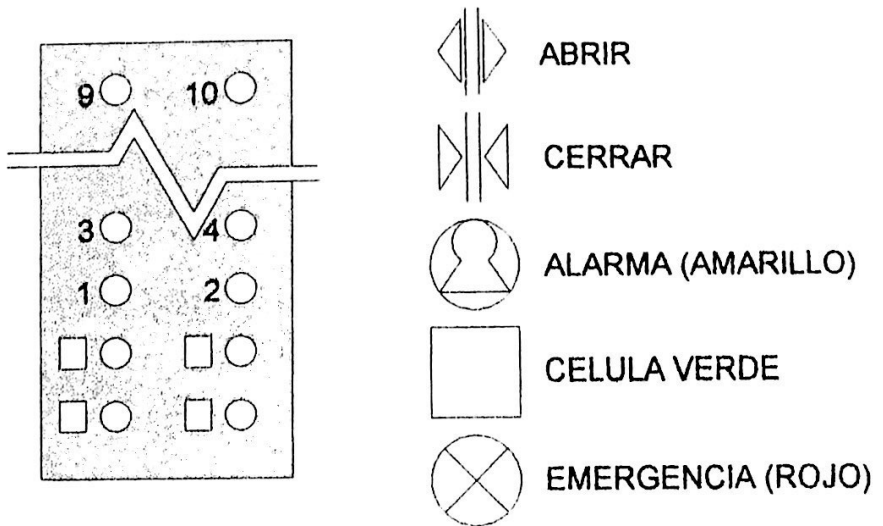 9 10
3 4
1 2
ABRIR
CERRAR
ALARMA (AMARILLO)
CELULA VERDE
EMERGENCIA (ROJO)